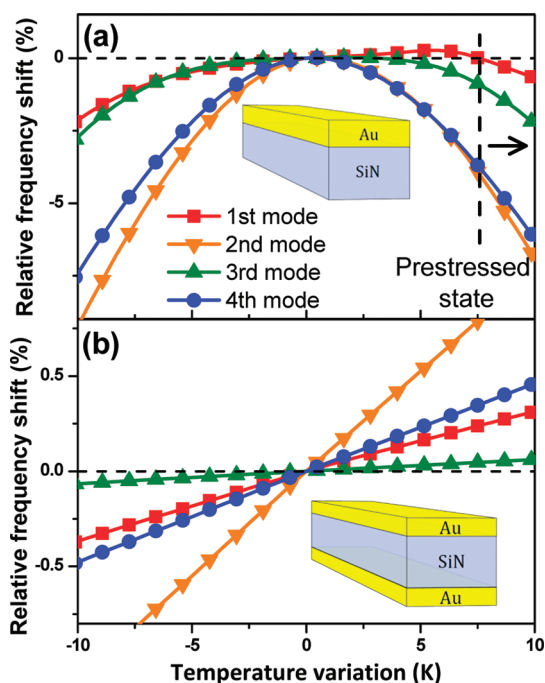 (a)
Relative frequency shift (%)
0
-5
Au
SiN
1st mode
2nd mode
3rd mode
4th mode
Prestressed
state
(b)
Relative frequency shift (%)
0.5
0.0
-0.5
Au
SiN
Au
-10
-5
0
5
10
Temperature variation (K)